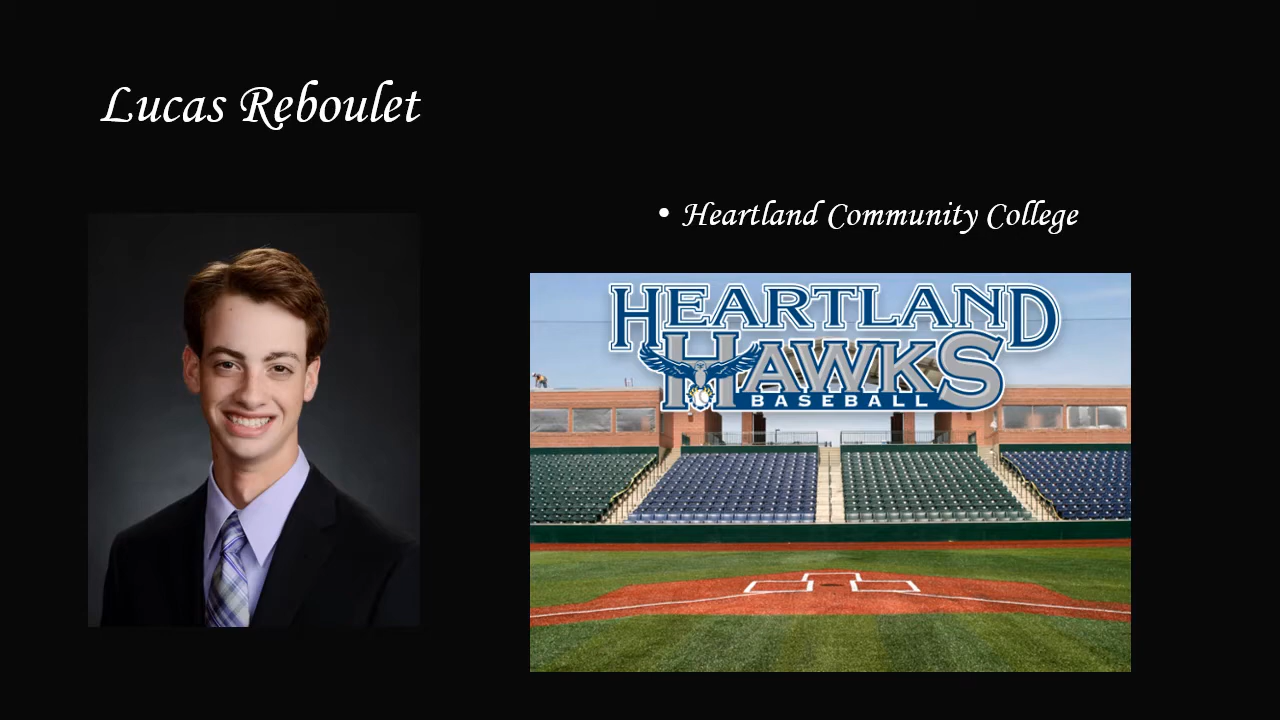 Lucas Reboulet
• Heartland Community College
HEARTLAND
HAWKS
BASEBALL